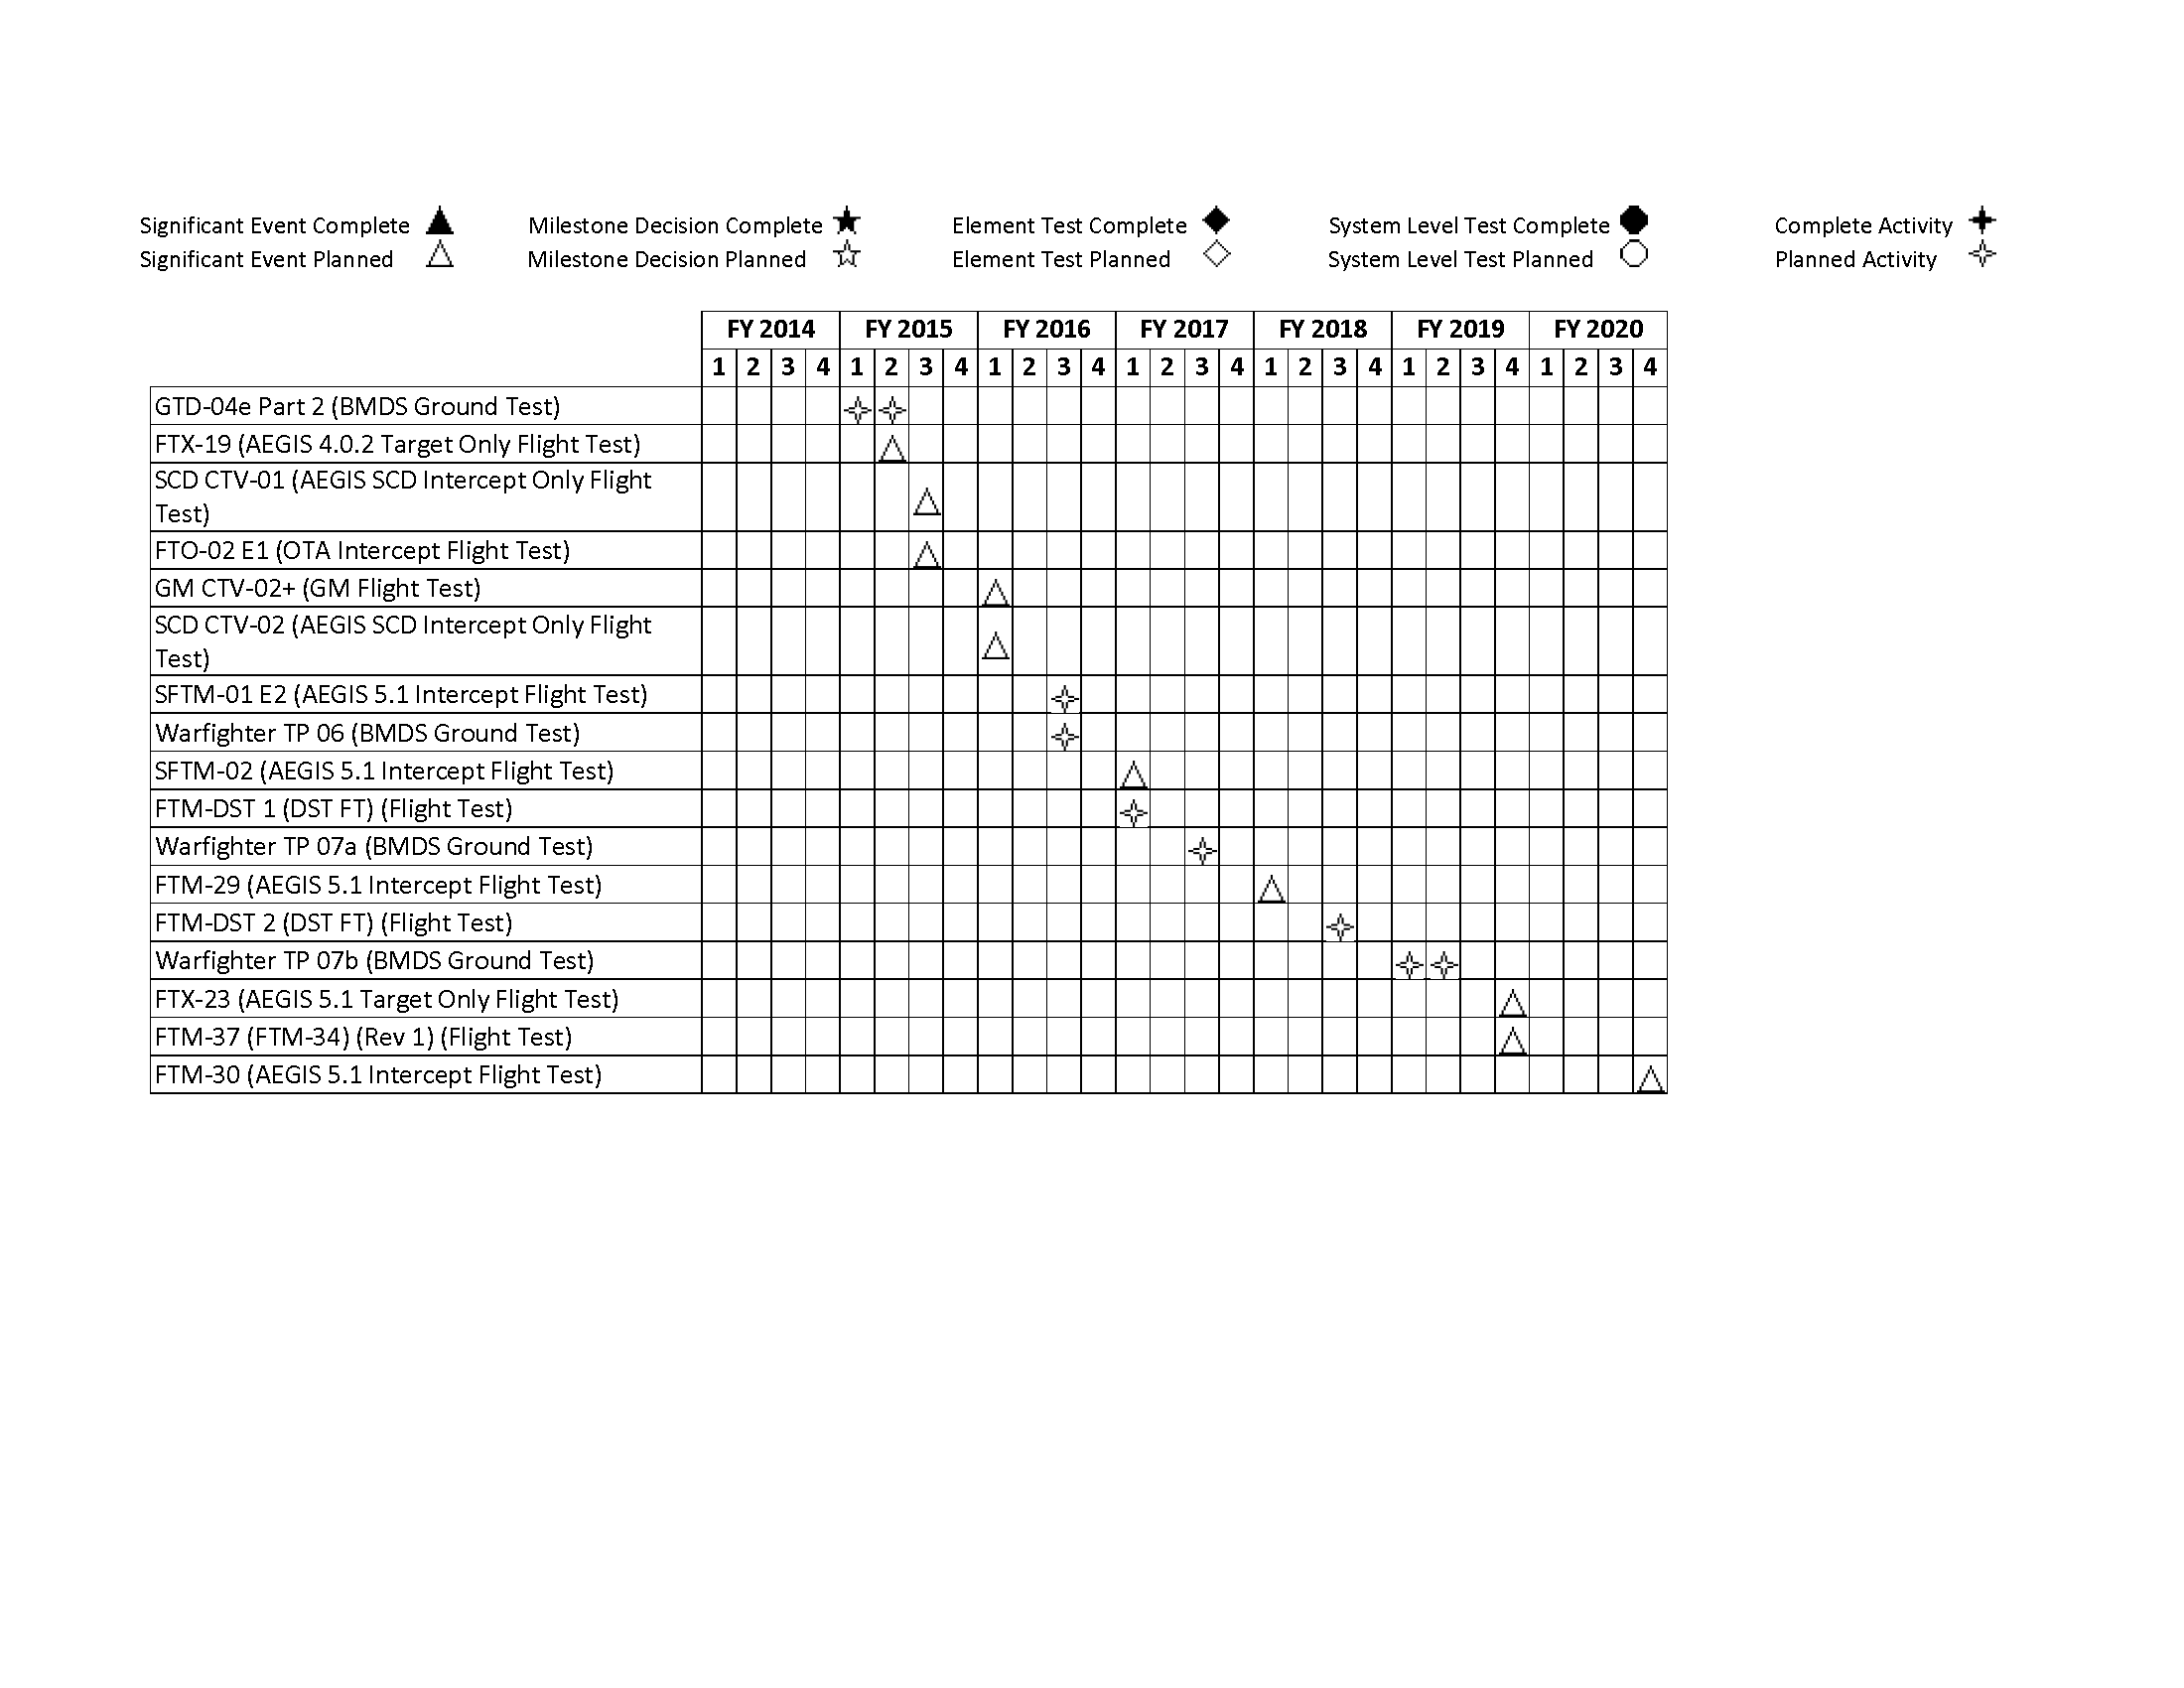 Significant Event Complete Milestone Decision Complete Element Test Complete System Level Test Complete Complete Activity
Significant Event Planned Milestone Decision Planned Element Test Planned System Level Test Planned Planned Activity
FY 2014 FY 2015 FY 2016 FY 2017 FY 2018 FY 2019 FY 2020
1 2 3 4 1 2 3 4 1 2 3 4 1 2 3 4 1 2 3 4 1 2 3 4 1 2 3 4
GTD-04e Part 2 (BMDS Ground Test)
FTX-19 (AEGIS 4.0.2 Target Only Flight Test)
SCD CTV-01 (AEGIS SCD Intercept Only Flight
Test)
FTO-02 E1 (OTA Intercept Flight Test)
GM CTV-02+ (GM Flight Test)
SCD CTV-02 (AEGIS SCD Intercept Only Flight
Test)
SFTM-01 E2 (AEGIS 5.1 Intercept Flight Test)
Warfighter TP 06 (BMDS Ground Test)
SFTM-02 (AEGIS 5.1 Intercept Flight Test)
FTM-DST 1 (DST FT) (Flight Test)
Warfighter TP 07a (BMDS Ground Test)
FTM-29 (AEGIS 5.1 Intercept Flight Test)
FTM-DST 2 (DST FT) (Flight Test)
Warfighter TP 07b (BMDS Ground Test)
FTX-23 (AEGIS 5.1 Target Only Flight Test)
FTM-37 (FTM-34) (Rev 1) (Flight Test)
FTM-30 (AEGIS 5.1 Intercept Flight Test)